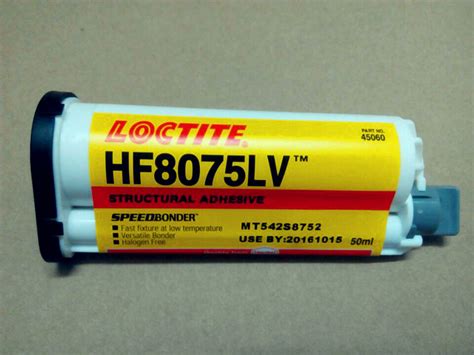 LOCTITE
PART NO.
45060
HF8075LV™
STRUCTURAL ADHESIVE
SPEEDBONDER™
• Fast fixture at low temperature
• Versatile Bonder
• Halogen Free
MT542S8752
USE BY:20161015
50ml